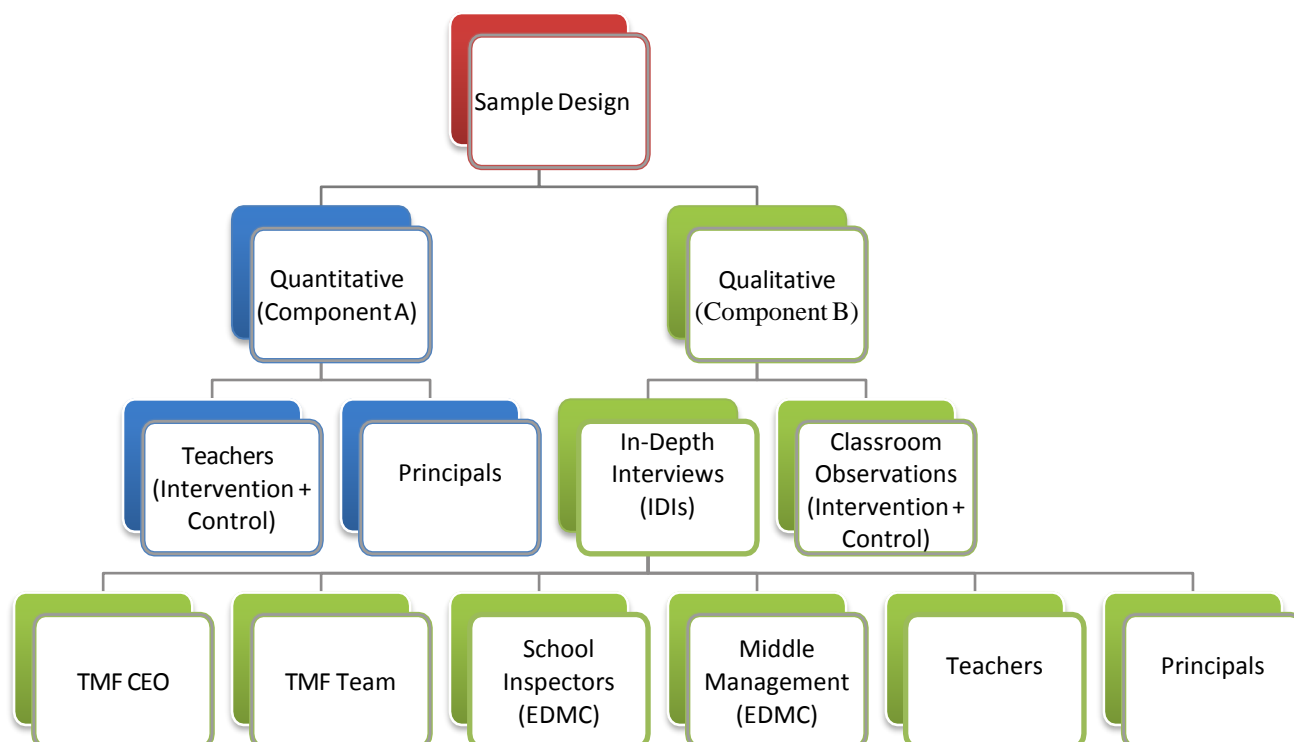 Sample Design
Quantitative
(Component A)
Qualitative
(Component B)
Teachers
(Intervention +
Control)
Principals
In-Depth
Interviews
(IDIs)
Classroom
Observations
(Intervention +
Control)
TMF CEO
TMF Team
School
Inspectors
(EDMC)
Middle
Management
(EDMC)
Teachers
Principals